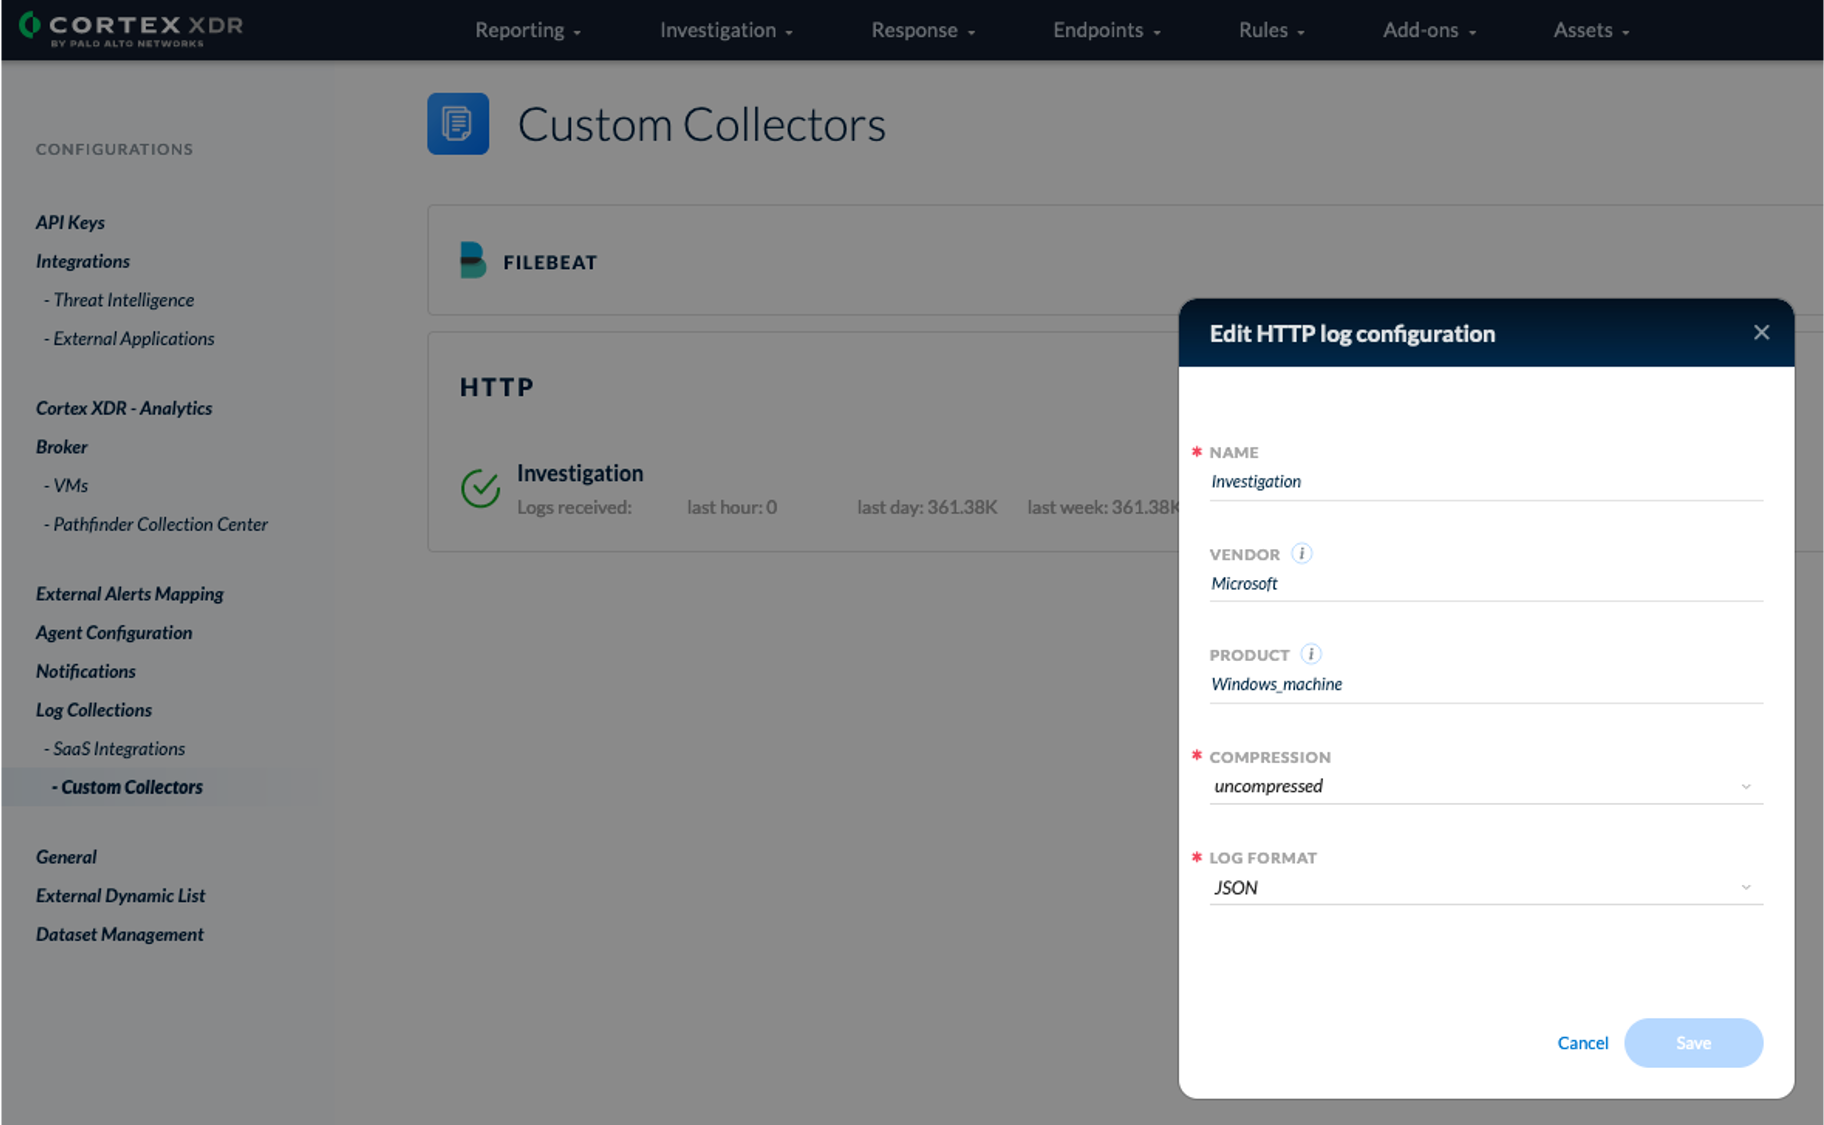 CORTEX XDR
BY PALO ALTO NETWORKS
Reporting
Investigation
Response
Endpoints
Rules
Add-ons
Assets
CONFIGURATIONS
API Keys
Integrations
- Threat Intelligence
- External Applications
Cortex XDR - Analytics
Broker
- VMs
- Pathfinder Collection Center
External Alerts Mapping
Agent Configuration
Notifications
Log Collections
- SaaS Integrations
- Custom Collectors
General
External Dynamic List
Dataset Management
Custom Collectors
FILEBEAT
HTTP
Investigation
Logs received: last hour: 0 last day: 361.38K last week: 361.38K
Edit HTTP log configuration
* NAME
Investigation
VENDOR i
Microsoft
PRODUCT i
Windows_machine
* COMPRESSION
uncompressed
* LOG FORMAT
JSON
Cancel
Save